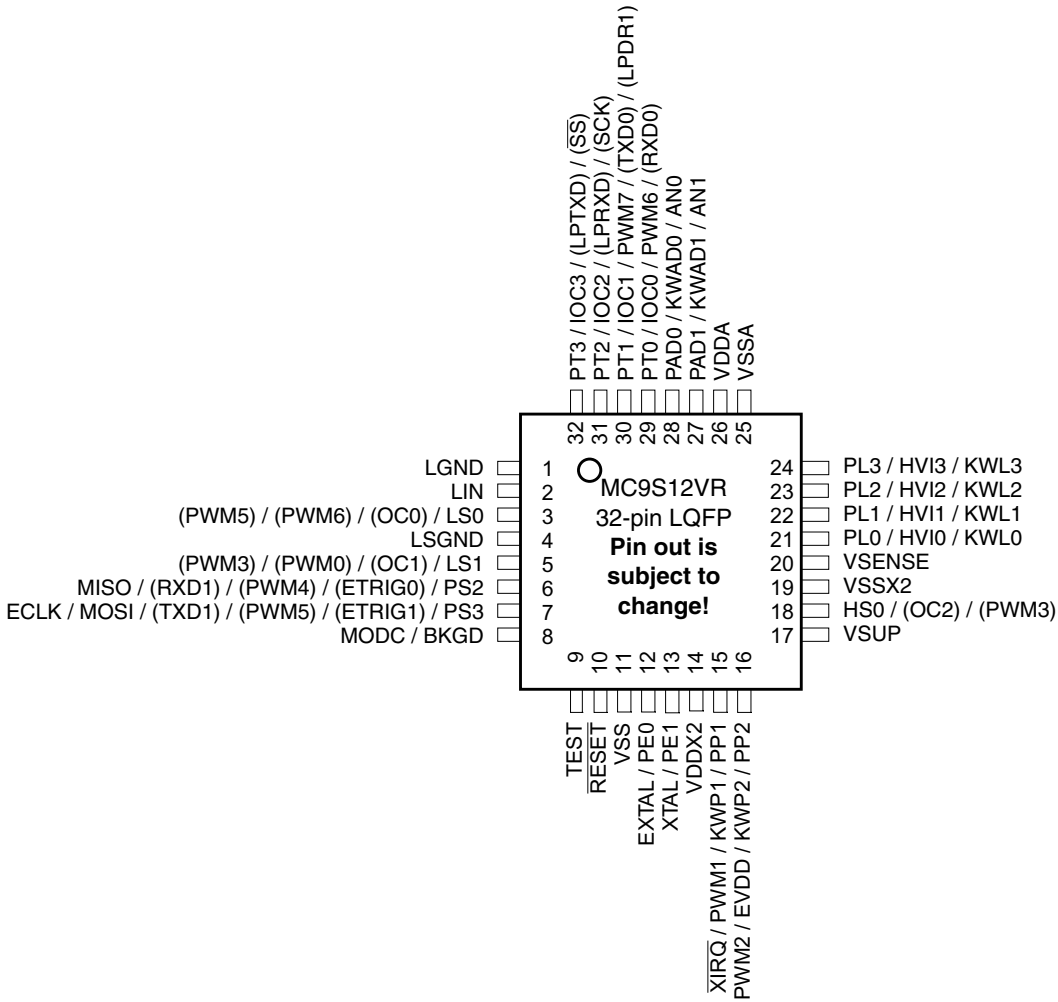 PT3 / IOC3 / (LPTXD) / (S̅S̅)
PT2 / IOC2 / (LPRXD) / (SCK)
PT1 / IOC1 / PWM7 / (TXD0) / (LPDR1)
PT0 / IOC0 / PWM6 / (RXD0)
PAD0 / KWAD0 / AN0
PAD1 / KWAD1 / AN1
VDDA
VSSA
32
31
30
29
28
27
26
25
LGND 1
LIN 2
(PWM5) / (PWM6) / (OC0) / LS0 3
LSGND 4
(PWM3) / (PWM0) / (OC1) / LS1 5
MISO / (RXD1) / (PWM4) / (ETRIG0) / PS2 6
ECLK / MOSI / (TXD1) / (PWM5) / (ETRIG1) / PS3 7
MODC / BKGD 8
MC9S12VR
32-pin LQFP
Pin out is
subject to
change!
24 PL3 / HVI3 / KWL3
23 PL2 / HVI2 / KWL2
22 PL1 / HVI1 / KWL1
21 PL0 / HVI0 / KWL0
20 VSENSE
19 VSSX2
18 HS0 / (OC2) / (PWM3)
17 VSUP
9
10
11
12
13
14
15
16
TEST
R̅E̅S̅E̅T̅
VSS
EXTAL / PE0
XTAL / PE1
VDDX2
X̅I̅R̅Q̅ / PWM1 / KWP1 / PP1
PWM2 / EVDD / KWP2 / PP2